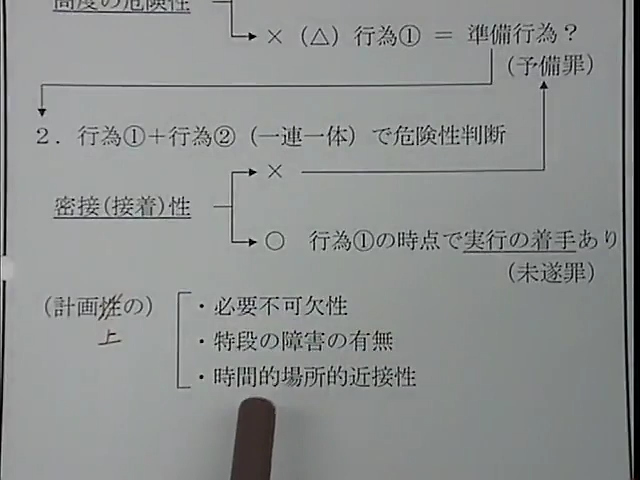 高度の危険性
×（△）行為① ＝ 準備行為？
（予備罪）
２．行為①＋行為②（一連一体）で危険性判断
×
密接（接着）性
○ 行為①の時点で実行の着手あり
（未遂罪）
（計画性の）
上
・必要不可欠性
・特段の障害の有無
・時間的場所的近接性